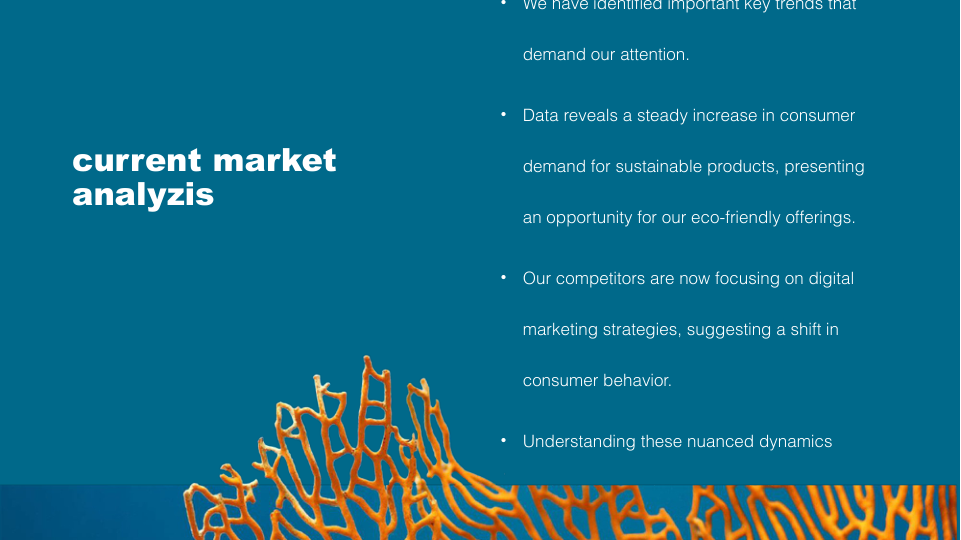 current market
analyzis
• We have identified important key trends that
demand our attention.
• Data reveals a steady increase in consumer
demand for sustainable products, presenting
an opportunity for our eco-friendly offerings.
• Our competitors are now focusing on digital
marketing strategies, suggesting a shift in
consumer behavior.
• Understanding these nuanced dynamics